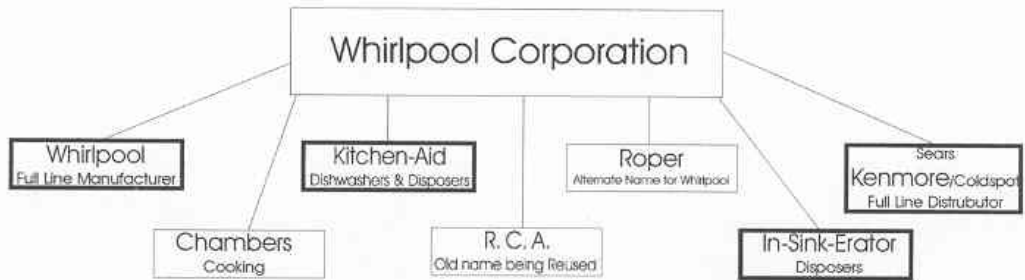 Whirlpool Corporation
Whirlpool
Full Line Manufacturer
Kitchen-Aid
Dishwashers & Disposers
Roper
Alternate Name for Whirlpool
Sears
Kenmore/Coldspot
Full Line Distrubutor
Chambers
Cooking
R. C. A.
Old name being Reused
In-Sink-Erator
Disposers